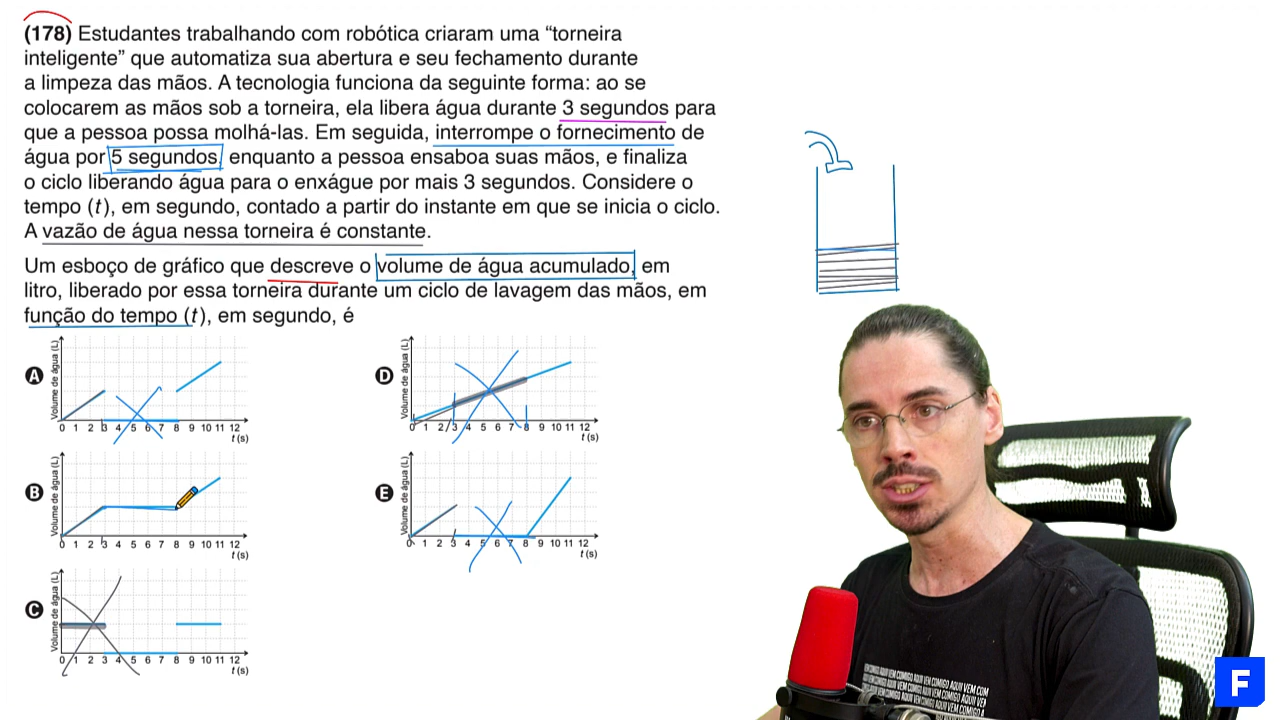 (178) Estudantes trabalhando com robótica criaram uma “torneira
inteligente” que automatiza sua abertura e seu fechamento durante
a limpeza das mãos. A tecnologia funciona da seguinte forma: ao se
colocarem as mãos sob a torneira, ela libera água durante 3 segundos para
que a pessoa possa molhá-las. Em seguida, interrompe o fornecimento de
água por 5 segundos, enquanto a pessoa ensaboa suas mãos, e finaliza
o ciclo liberando água para o enxágue por mais 3 segundos. Considere o
tempo (t), em segundo, contado a partir do instante em que se inicia o ciclo.
A vazão de água nessa torneira é constante.
Um esboço de gráfico que descreve o volume de água acumulado, em
litro, liberado por essa torneira durante um ciclo de lavagem das mãos, em
função do tempo (t), em segundo, é
A
Volume de água (L)
0 1 2 3 4 5 6 7 8 9 10 11 12
t (s)
B
Volume de água (L)
0 1 2 3 4 5 6 7 8 9 10 11 12
t (s)
C
Volume de água (L)
0 1 2 3 4 5 6 7 8 9 10 11 12
t (s)
D
Volume de água (L)
0 1 2 3 4 5 6 7 8 9 10 11 12
t (s)
E
Volume de água (L)
0 1 2 3 4 5 6 7 8 9 10 11 12
t (s)
VEM COMIGO AQUI VEM COMIGO AQUI VEM COM
F